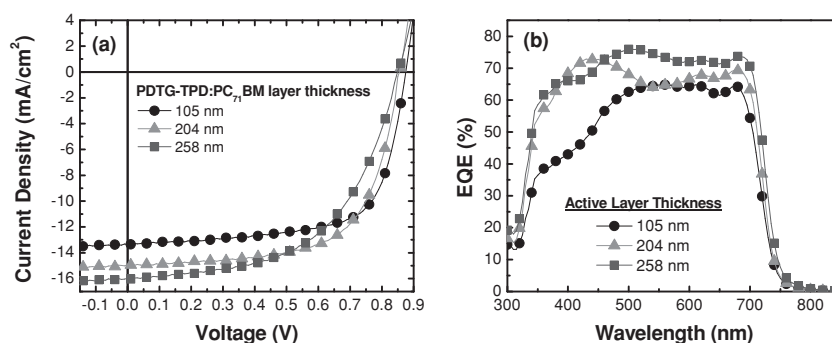 (a)
4
2
0
-2
-4
-6
-8
-10
-12
-14
-16
Current Density (mA/cm²)
PDTG-TPD:PC₇₁BM layer thickness
105 nm
204 nm
258 nm
-0.1 0.0 0.1 0.2 0.3 0.4 0.5 0.6 0.7 0.8 0.9
Voltage (V)
(b)
90
80
70
60
50
40
30
20
10
0
EQE (%)
Active Layer Thickness
105 nm
204 nm
258 nm
300 400 500 600 700 800
Wavelength (nm)